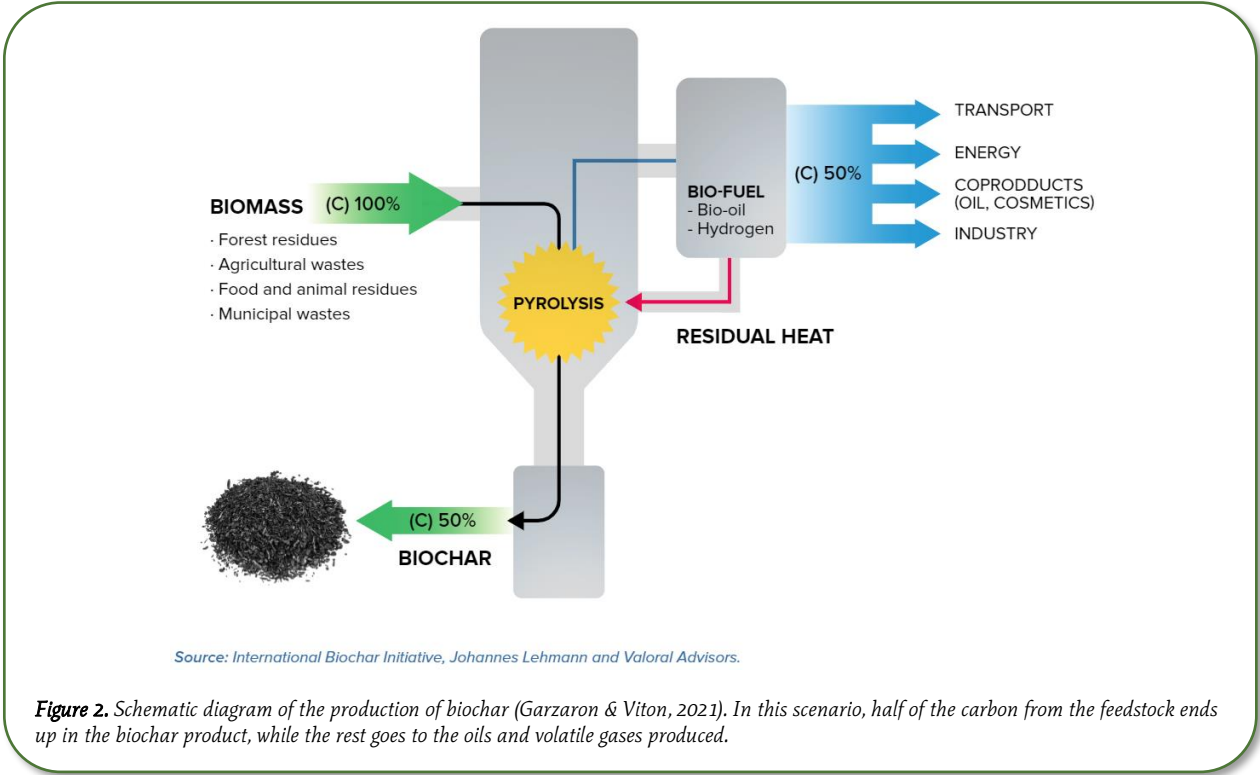 BIOMASS
(C) 100%
· Forest residues
· Agricultural wastes
· Food and animal residues
· Municipal wastes
PYROLYSIS
BIO-FUEL
- Bio-oil
- Hydrogen
(C) 50%
TRANSPORT
ENERGY
COPRODDUCTS
(OIL, COSMETICS)
INDUSTRY
RESIDUAL HEAT
(C) 50%
BIOCHAR
Source: International Biochar Initiative, Johannes Lehmann and Valoral Advisors.
Figure 2. Schematic diagram of the production of biochar (Garzaron & Viton, 2021). In this scenario, half of the carbon from the feedstock ends
up in the biochar product, while the rest goes to the oils and volatile gases produced.